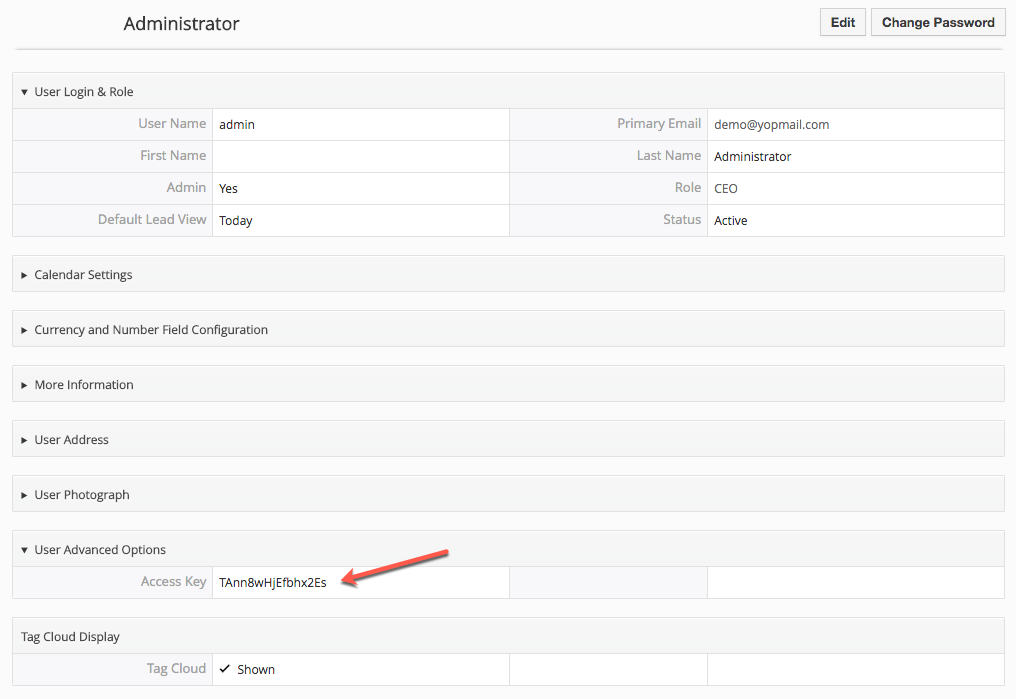 Administrator
Edit
Change Password
User Login & Role
User Name admin Primary Email demo@yopmail.com
First Name Last Name Administrator
Admin Yes Role CEO
Default Lead View Today Status Active
Calendar Settings
Currency and Number Field Configuration
More Information
User Address
User Photograph
User Advanced Options
Access Key TAnn8wHjEfbhx2Es
Tag Cloud Display
Tag Cloud Shown